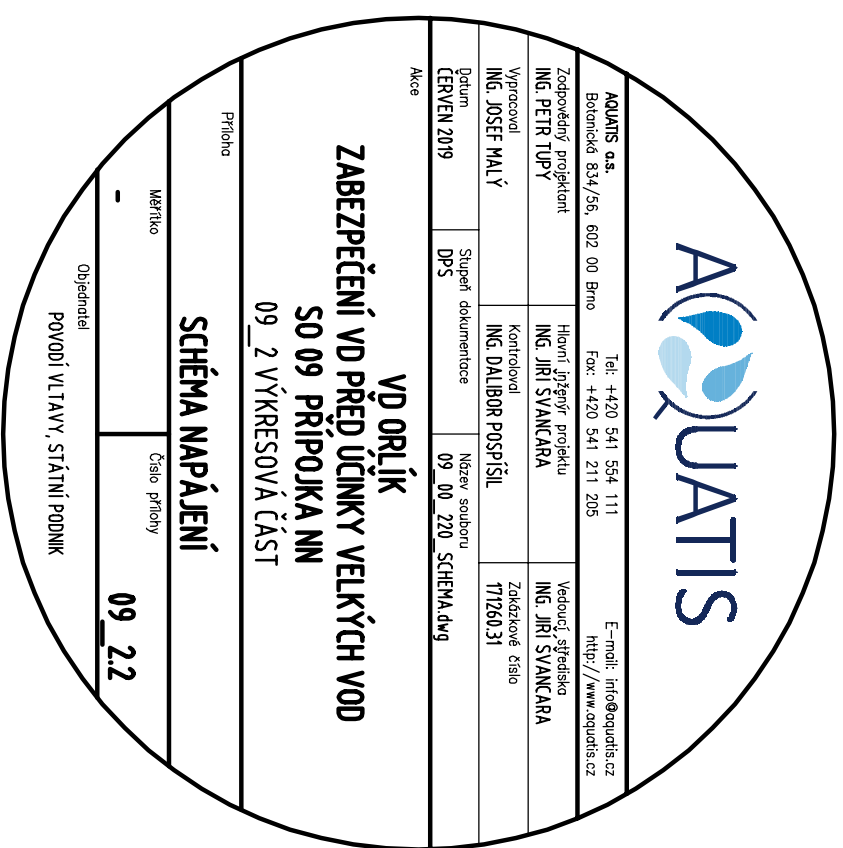 AQUATIS
AQUATIS a.s.
Botanická 834/56, 602 00 Brno
Tel: +420 541 554 111
Fax: +420 541 211 205
E-mail: info@aquatis.cz
http://www.aquatis.cz
Zodpovědný projektant
ING. PETR TUPÝ
Hlavní inženýr projektu
ING. JIŘÍ ŠVANCARA
Vedoucí střediska
ING. JIŘÍ ŠVANCARA
Vypracoval
ING. JOSEF MALÝ
Kontroloval
ING. DALIBOR POSPÍŠIL
Zakázkové číslo
171260.31
Datum
ČERVEN 2019
Stupeň dokumentace
DPS
Název souboru
09_00_220_SCHEMA.dwg
Akce
VD ORLÍK
ZABEZPEČENÍ VD PŘED ÚČINKY VELKÝCH VOD
SO 09 PŘÍPOJKA NN
09_2 VÝKRESOVÁ ČÁST
Příloha
SCHÉMA NAPÁJENÍ
Měřítko
-
Číslo přílohy
09_2.2
Objednatel
POVODÍ VLTAVY, STÁTNÍ PODNIK